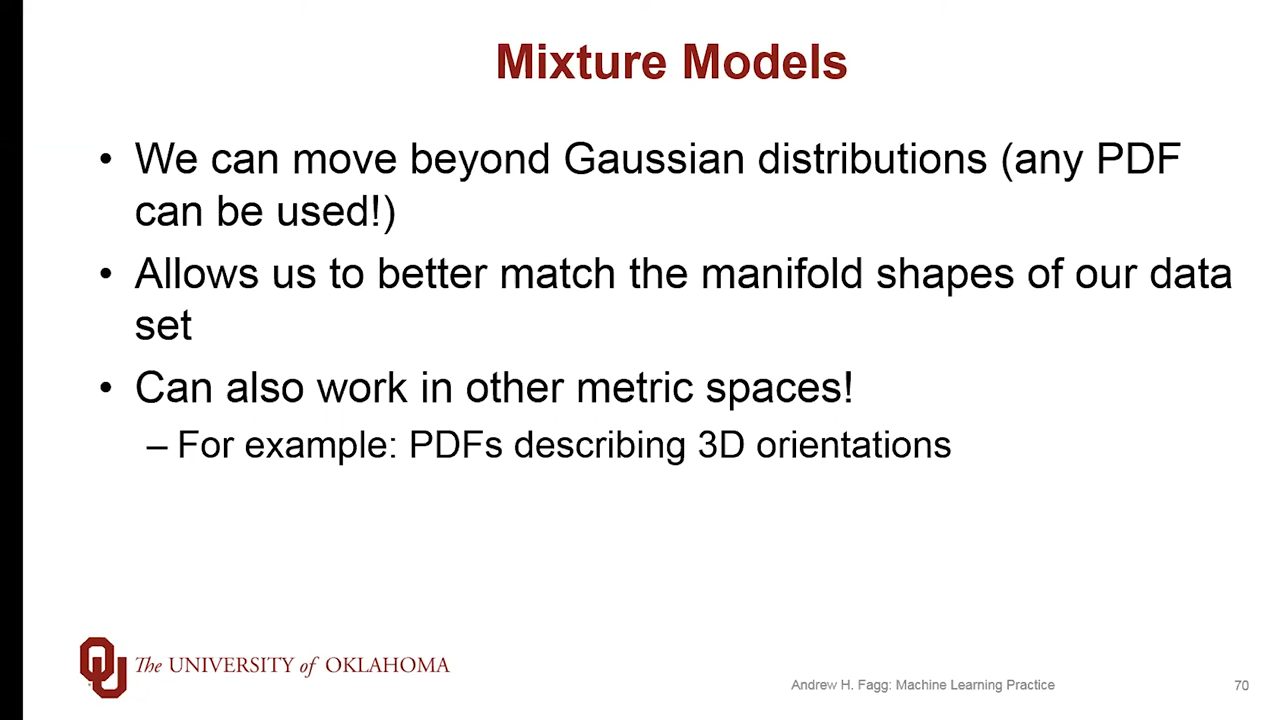 Mixture Models
• We can move beyond Gaussian distributions (any PDF
can be used!)
• Allows us to better match the manifold shapes of our data
set
• Can also work in other metric spaces!
– For example: PDFs describing 3D orientations
OU The UNIVERSITY of OKLAHOMA
Andrew H. Fagg: Machine Learning Practice
70